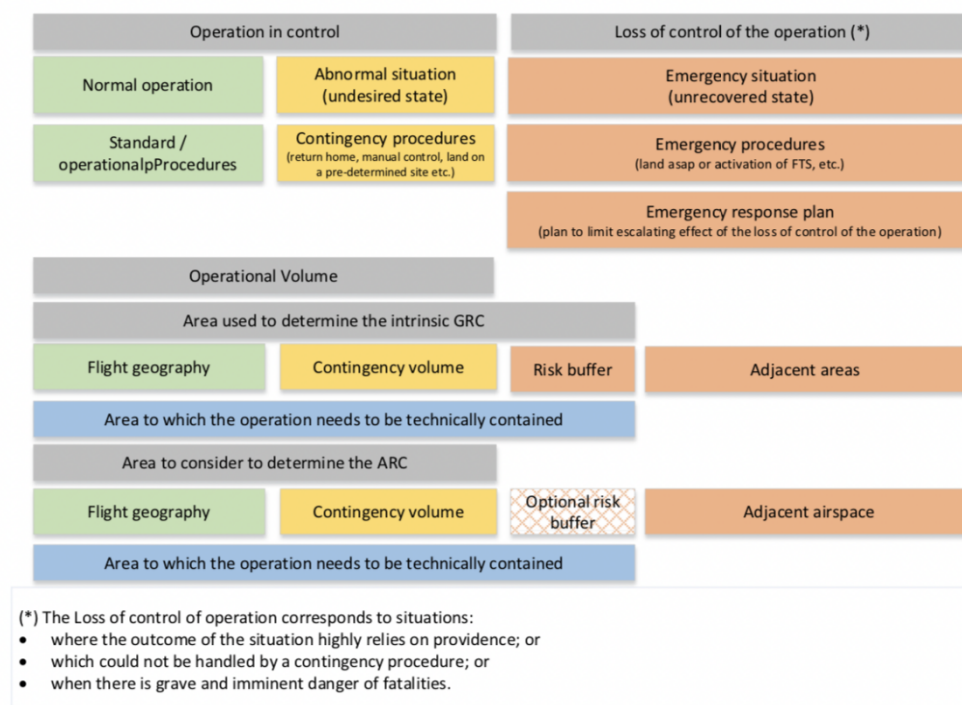 Operation in control
Loss of control of the operation (*)
Normal operation
Abnormal situation
(undesired state)
Emergency situation
(unrecovered state)
Standard /
operationalpProcedures
Contingency procedures
(return home, manual control, land on
a pre-determined site etc.)
Emergency procedures
(land asap or activation of FTS, etc.)
Emergency response plan
(plan to limit escalating effect of the loss of control of the operation)
Operational Volume
Area used to determine the intrinsic GRC
Flight geography
Contingency volume
Risk buffer
Adjacent areas
Area to which the operation needs to be technically contained
Area to consider to determine the ARC
Flight geography
Contingency volume
Optional risk
buffer
Adjacent airspace
Area to which the operation needs to be technically contained
(*) The Loss of control of operation corresponds to situations:
• where the outcome of the situation highly relies on providence; or
• which could not be handled by a contingency procedure; or
• when there is grave and imminent danger of fatalities.